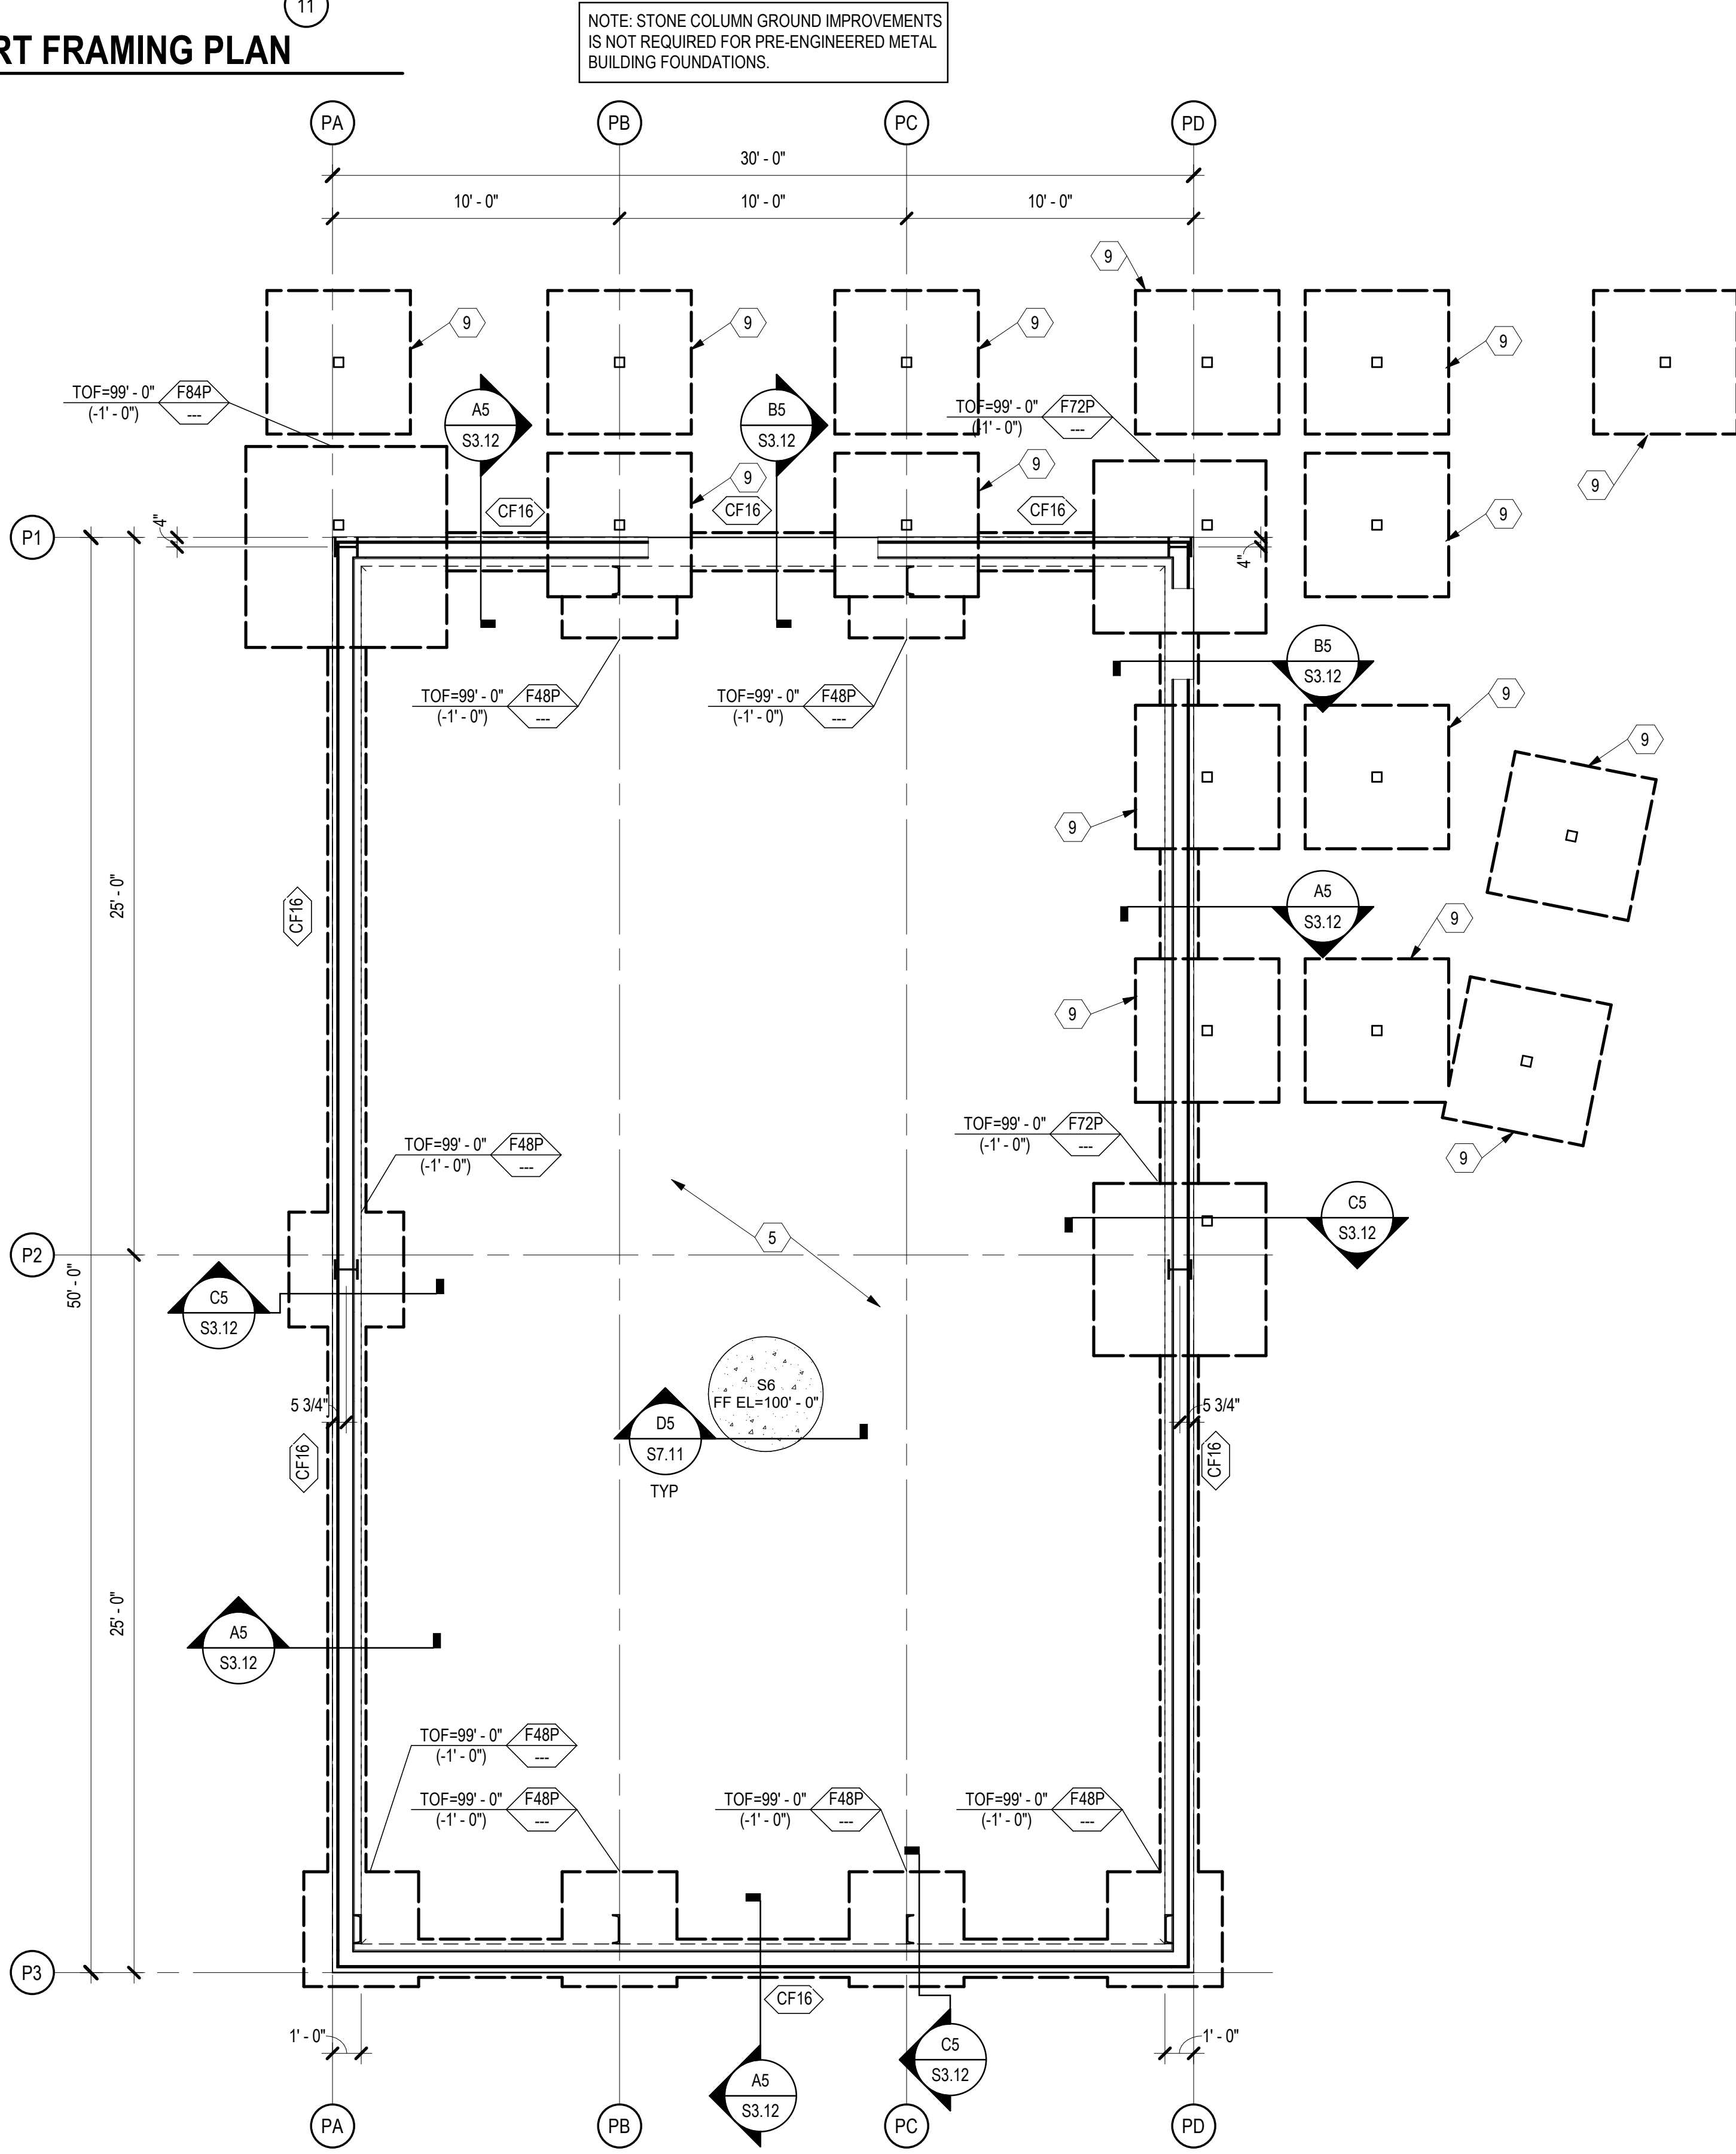 11
RT FRAMING PLAN
NOTE: STONE COLUMN GROUND IMPROVEMENTS
IS NOT REQUIRED FOR PRE-ENGINEERED METAL
BUILDING FOUNDATIONS.
PA
PB
PC
PD
30' - 0"
10' - 0"
10' - 0"
10' - 0"
9
9
9
9
9
9
TOF=99' - 0"
(-1' - 0")
F84P
---
A5
S3.12
B5
S3.12
TOF=99' - 0"
(-1' - 0")
F72P
---
9
9
9
CF16
CF16
CF16
P1
4"
4"
TOF=99' - 0"
(-1' - 0")
F48P
---
TOF=99' - 0"
(-1' - 0")
F48P
---
B5
S3.12
9
9
9
25' - 0"
CF16
A5
S3.12
9
9
TOF=99' - 0"
(-1' - 0")
F48P
---
TOF=99' - 0"
(-1' - 0")
F72P
---
9
5
C5
S3.12
P2
50' - 0"
C5
S3.12
5 3/4"
S6
FF EL=100' - 0"
5 3/4"
D5
S7.11
TYP
CF16
CF16
25' - 0"
A5
S3.12
TOF=99' - 0"
(-1' - 0")
F48P
---
TOF=99' - 0"
(-1' - 0")
F48P
---
TOF=99' - 0"
(-1' - 0")
F48P
---
TOF=99' - 0"
(-1' - 0")
F48P
---
P3
CF16
1' - 0"
1' - 0"
C5
S3.12
A5
S3.12
PA
PB
PC
PD